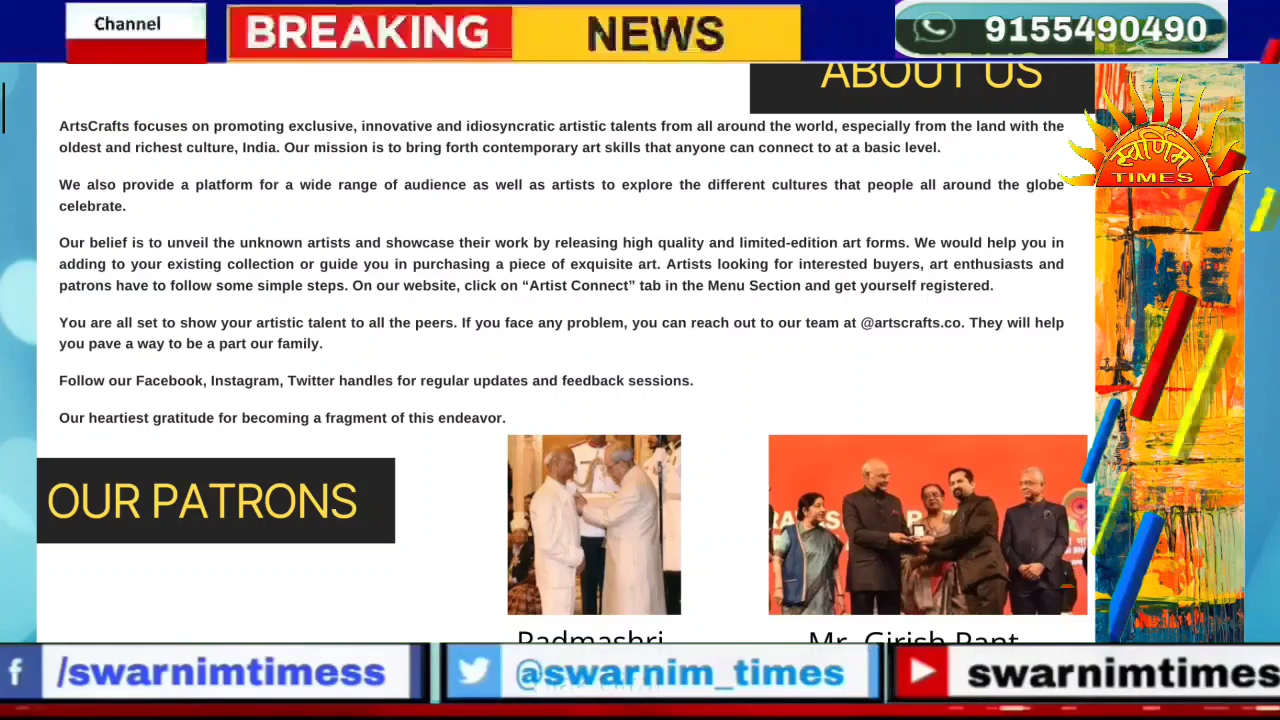 Channel
BREAKING NEWS
9155490490
ABOUT US
ArtsCrafts focuses on promoting exclusive, innovative and idiosyncratic artistic talents from all around the world, especially from the land with the
oldest and richest culture, India. Our mission is to bring forth contemporary art skills that anyone can connect to at a basic level.
We also provide a platform for a wide range of audience as well as artists to explore the different cultures that people all around the globe
celebrate.
Our belief is to unveil the unknown artists and showcase their work by releasing high quality and limited-edition art forms. We would help you in
adding to your existing collection or guide you in purchasing a piece of exquisite art. Artists looking for interested buyers, art enthusiasts and
patrons have to follow some simple steps. On our website, click on “Artist Connect” tab in the Menu Section and get yourself registered.
You are all set to show your artistic talent to all the peers. If you face any problem, you can reach out to our team at @artscrafts.co. They will help
you pave a way to be a part our family.
Follow our Facebook, Instagram, Twitter handles for regular updates and feedback sessions.
Our heartiest gratitude for becoming a fragment of this endeavor.
स्वर्णिम
TIMES
OUR PATRONS
Padmashri
Mr. Girish Pant
/swarnimtimess
@swarnim_times
swarnimtimes